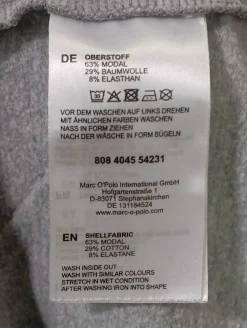 DE OBERSTOFF
63% MODAL
29% BAUMWOLLE
8% ELASTHAN
VOR DEM WASCHEN AUF LINKS DREHEN
MIT ÄHNLICHEN FARBEN WASCHEN
NASS IN FORM ZIEHEN
NACH DER WÄSCHE IN FORM BÜGELN
808 4045 54231
Marc O'Polo International GmbH
Hofgartenstraße 1
D-83071 Stephanskirchen
DE 131184524
www.marc-o-polo.com
EN SHELLFABRIC
63% MODAL
29% COTTON
8% ELASTANE
WASH INSIDE OUT
WASH WITH SIMILAR COLOURS
STRETCH IN WET CONDITION
AFTER WASHING IRON INTO SHAPE